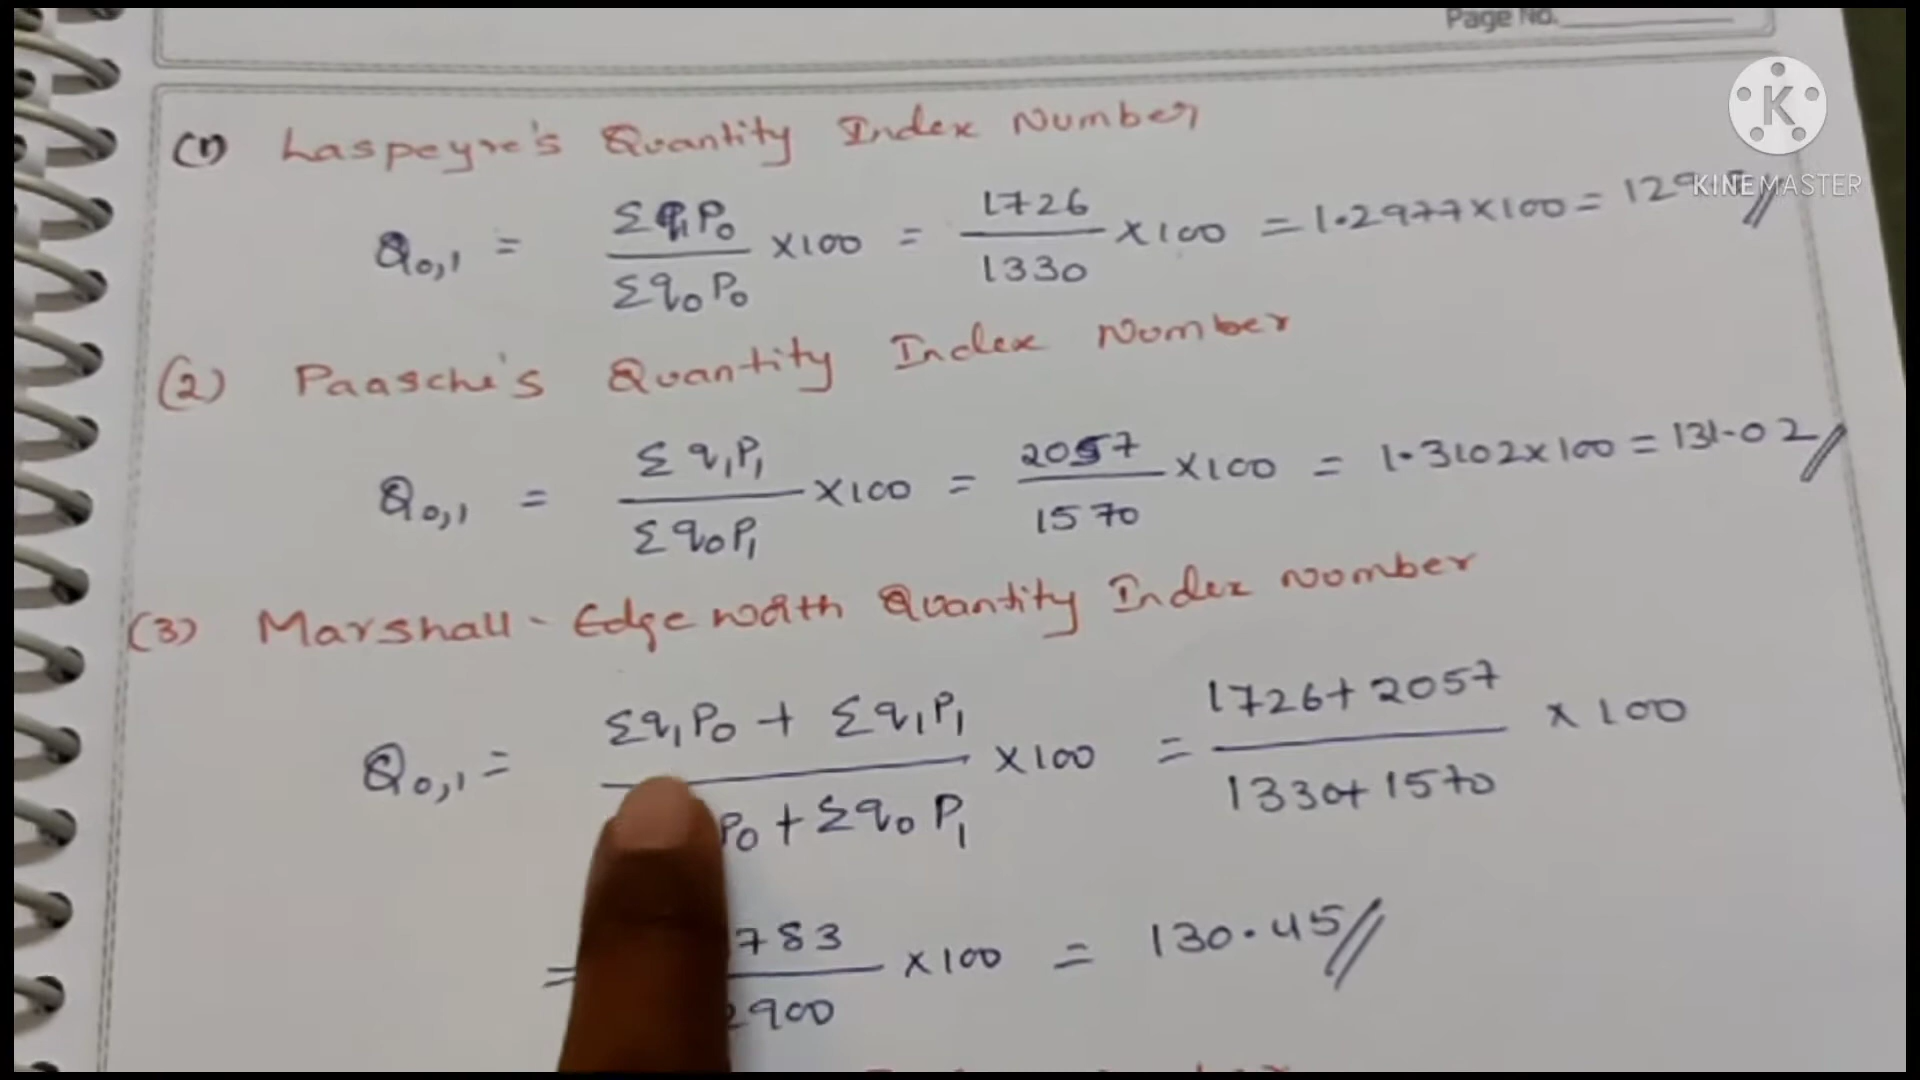 Page No.
K
KINEMASTER
(1) Laspeyre's Quantity Index Number
Q0,1 = Σq1P0 / Σq0P0 ×100 = 1726 / 1330 ×100 = 1.2977×100 =
(2) Paasche's Quantity Index Number
Q0,1 = Σq1P1 / Σq0P1 ×100 = 2057 / 1570 ×100 = 1.3102×100 = 131.02//
(3) Marshall-Edgeworth Quantity Index Number
Q0,1 = Σq1P0 + Σq1P1 / P0 + Σq0P1 ×100 = 1726+2057 / 1330+1570 × 100
= 783 / 2900 ×100 = 130.45//